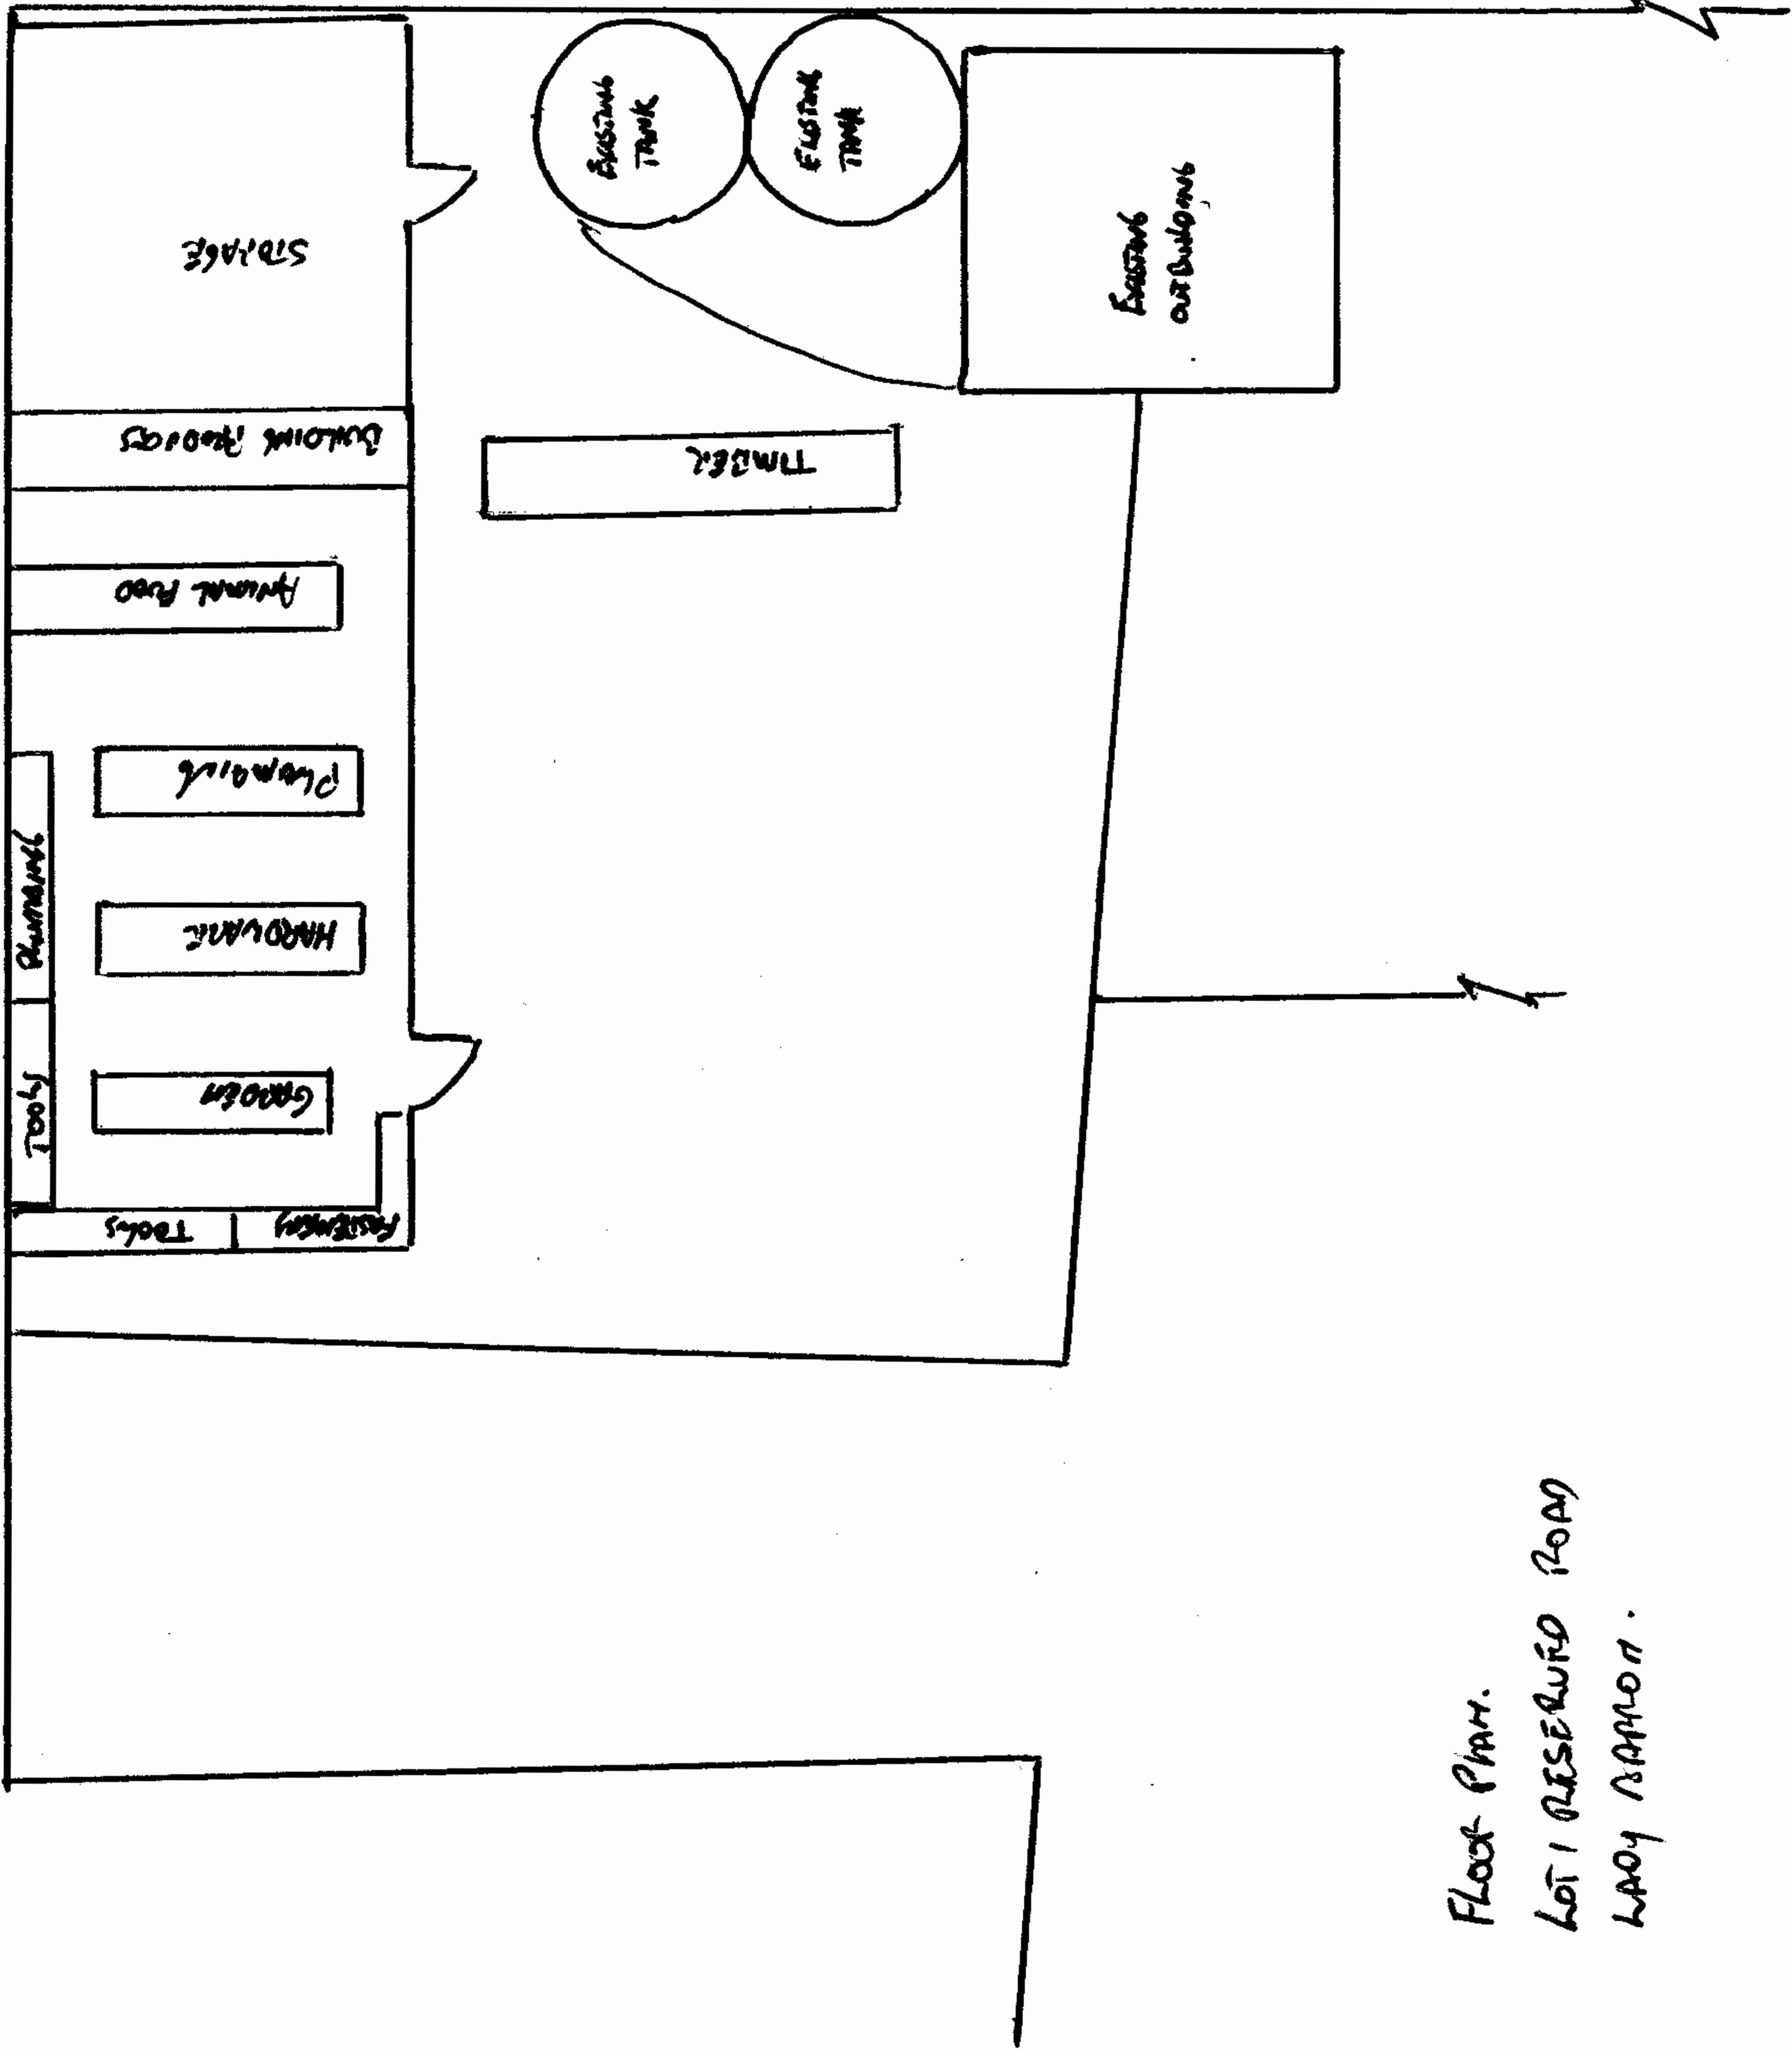 STORAGE
EXISTING
TANK
EXISTING
TANK
EXISTING
OUTBUILDING
BUILDING PRODUCTS
TIMBER
ANIMAL FOOD
PLUMBING
PLUMBING
HARDWARE
GARDEN
TOOLS
TOOLS
FASTENERS
FLOOR PLAN.
LOT 1 RESERVED ROAD
LADY BARRON.